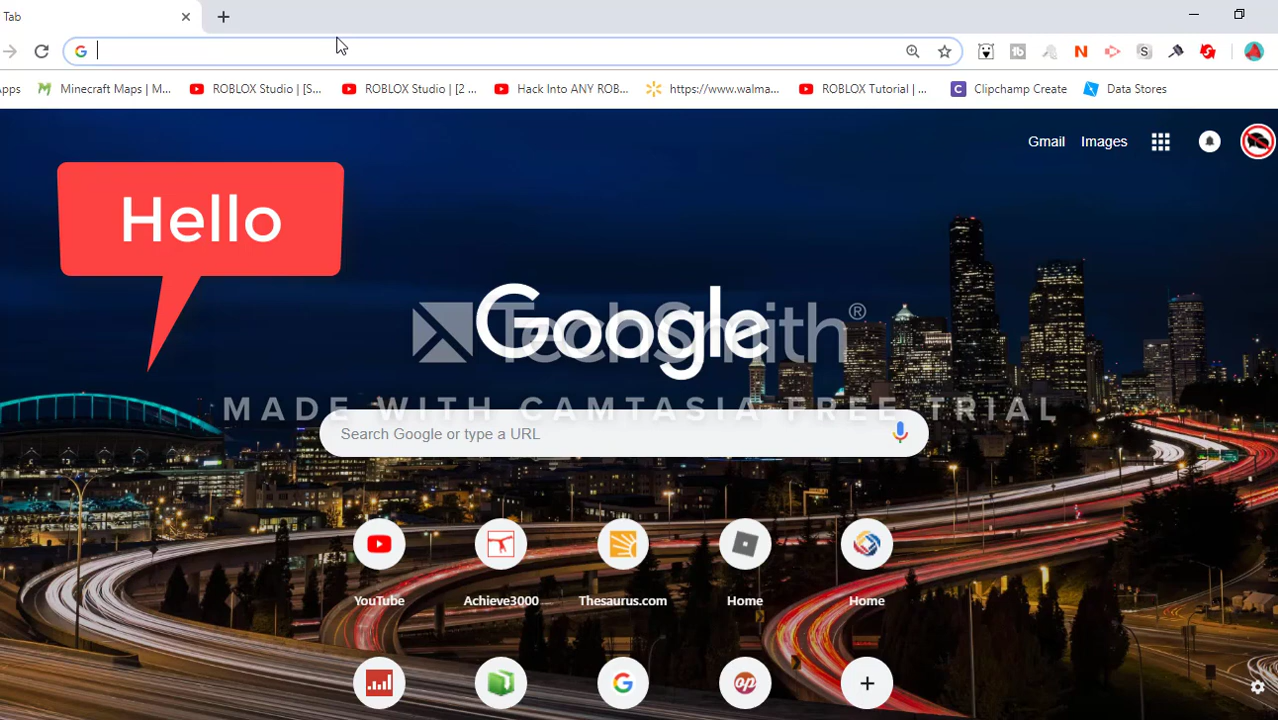 Tab
Apps
Minecraft Maps | M...
ROBLOX Studio | [S...
ROBLOX Studio | [2 ...
Hack Into ANY ROB...
https://www.walma...
ROBLOX Tutorial | ...
Clipchamp Create
Data Stores
Gmail
Images
Hello
Google
TechSmith®
MADE WITH CAMTASIA FREE TRIAL
Search Google or type a URL
YouTube
Achieve3000...
Thesaurus.com
Home
Home
op